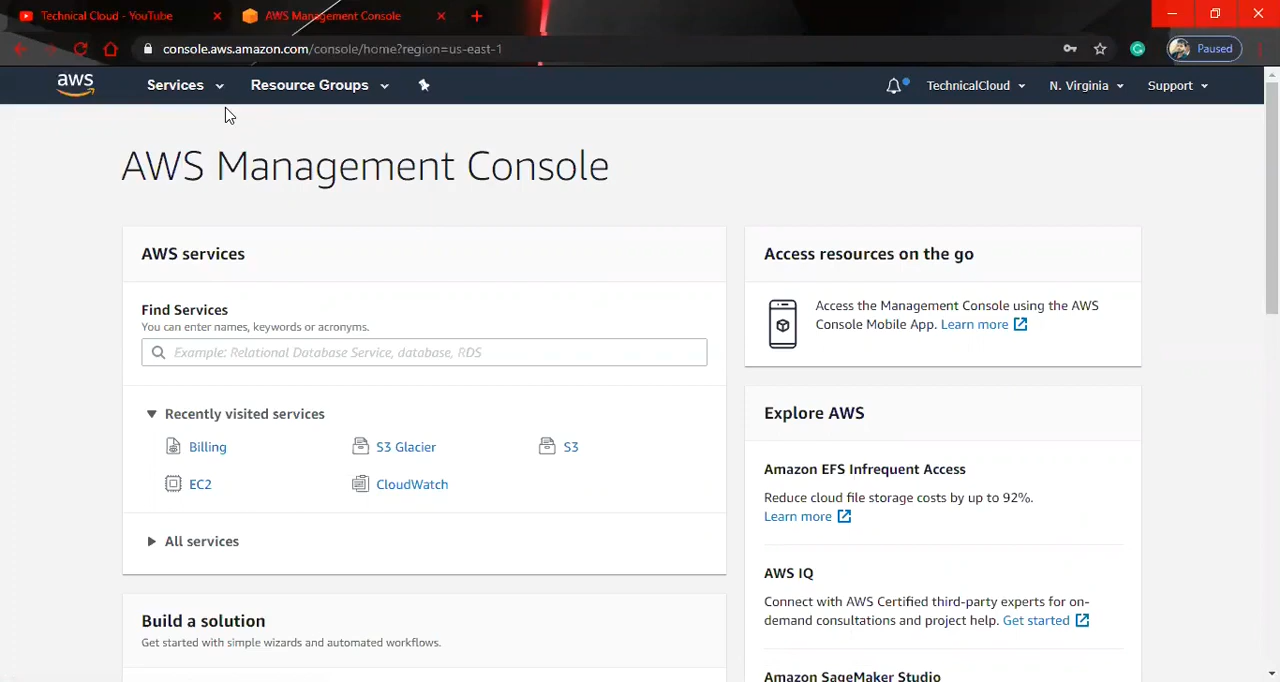 Technical Cloud - YouTube
AWS Management Console
console.aws.amazon.com/console/home?region=us-east-1
Paused
aws
Services
Resource Groups
TechnicalCloud
N. Virginia
Support
AWS Management Console
AWS services
Find Services
You can enter names, keywords or acronyms.
Example: Relational Database Service, database, RDS
Recently visited services
Billing
S3 Glacier
S3
EC2
CloudWatch
All services
Build a solution
Get started with simple wizards and automated workflows.
Access resources on the go
Access the Management Console using the AWS
Console Mobile App. Learn more
Explore AWS
Amazon EFS Infrequent Access
Reduce cloud file storage costs by up to 92%.
Learn more
AWS IQ
Connect with AWS Certified third-party experts for on-
demand consultations and project help. Get started
Amazon SageMaker Studio